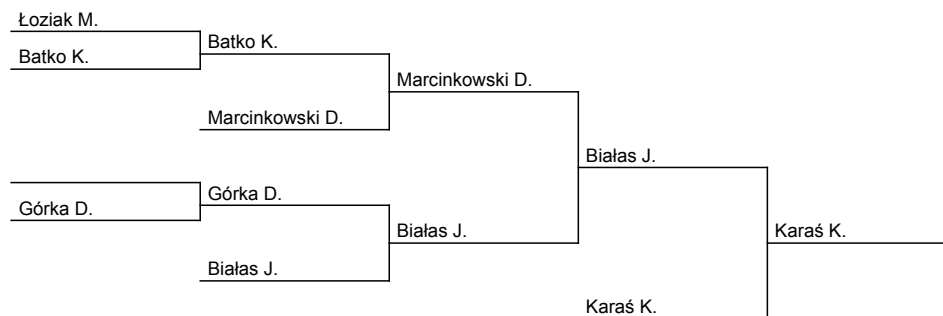 Łoziak M.
Batko K.
Batko K.
Marcinkowski D.
Marcinkowski D.
Białas J.
Górka D.
Górka D.
Białas J.
Karaś K.
Białas J.
Karaś K.